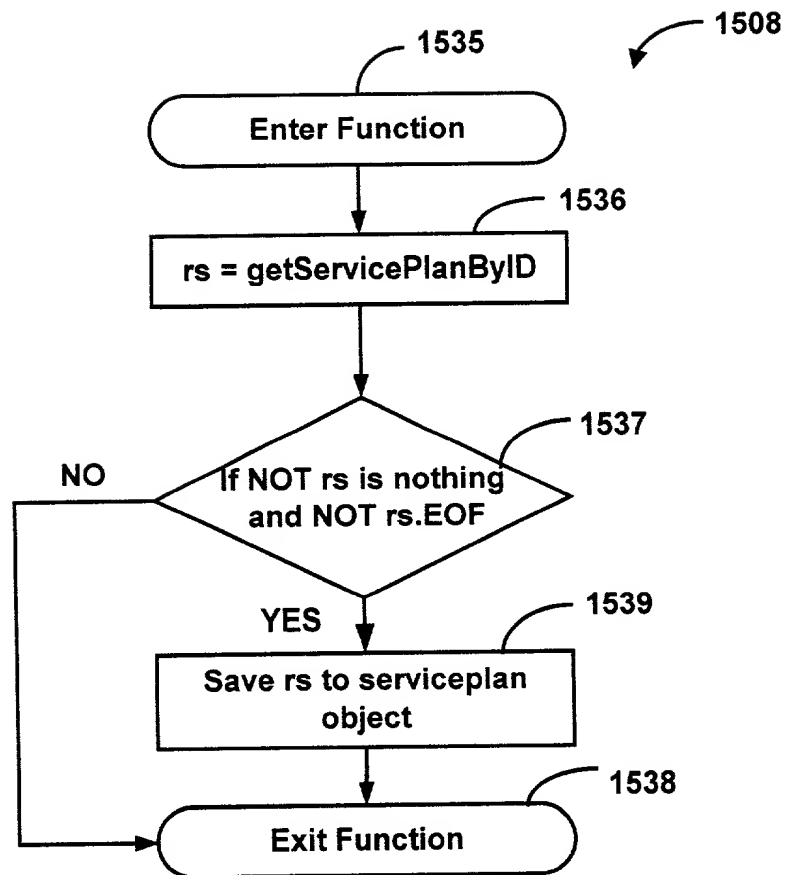 1508
1535
Enter Function
1536
rs = getServicePlanByID
1537
If NOT rs is nothing
and NOT rs.EOF
NO
YES
1539
Save rs to serviceplan
object
1538
Exit Function